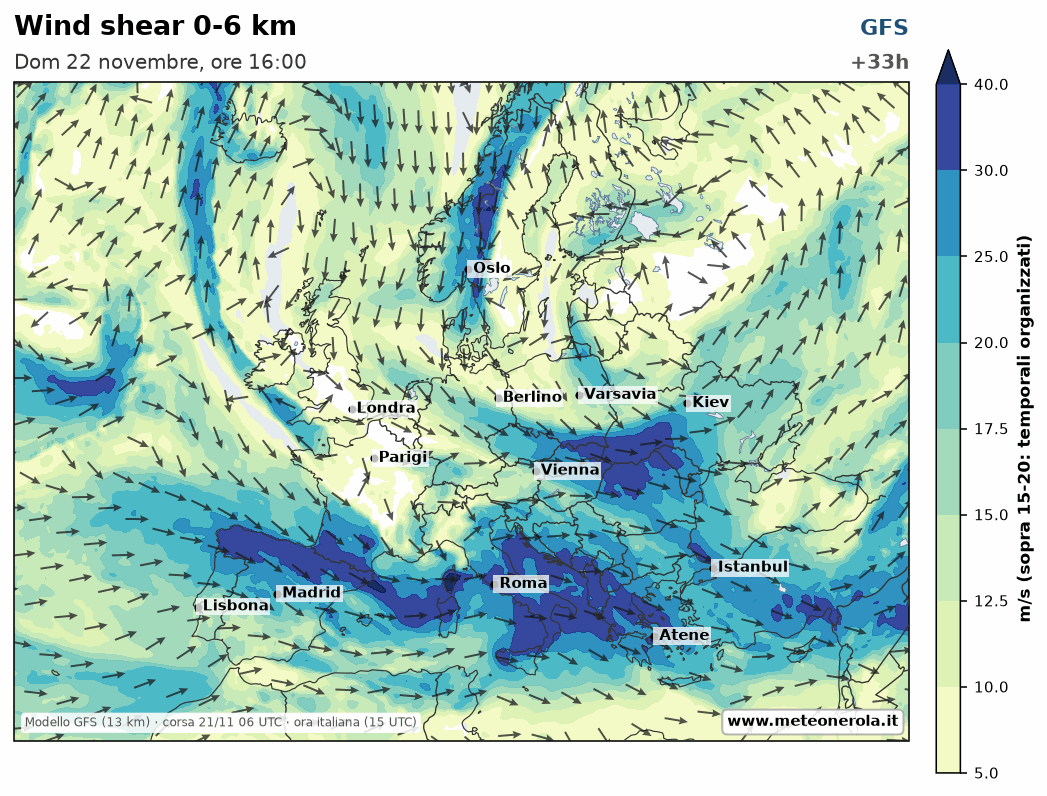 Wind shear 0-6 km
GFS
Dom 22 novembre, ore 16:00
+33h
40.0
30.0
25.0
20.0
17.5
15.0
12.5
10.0
5.0
m/s (sopra 15-20: temporali organizzati)
Oslo
Berlino
Varsavia
Kiev
Londra
Parigi
Vienna
Istanbul
Roma
Madrid
Lisbona
Atene
Modello GFS (13 km) · corsa 21/11 06 UTC · ora italiana (15 UTC)
www.meteonerola.it